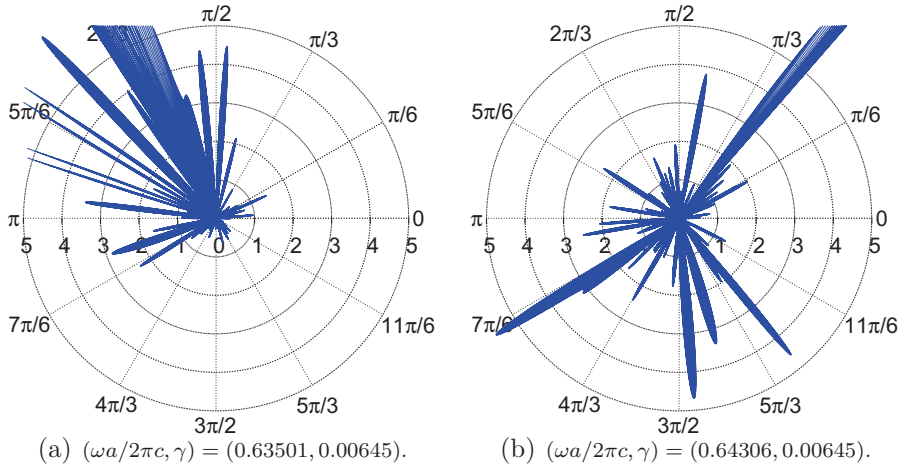 π/2 π/2
2π/3 π/3
π/3
5π/6 π/6 5π/6 π/6
π 0 π 0
5 4 3 2 1 0 1 2 3 4 5 5 4 3 2 1 1 2 3 4 5
7π/6 11π/6 7π/6 11π/6
4π/3 5π/3 4π/3 5π/3
3π/2 3π/2
(a) (ωa/2πc, γ) = (0.63501, 0.00645). (b) (ωa/2πc, γ) = (0.64306, 0.00645).